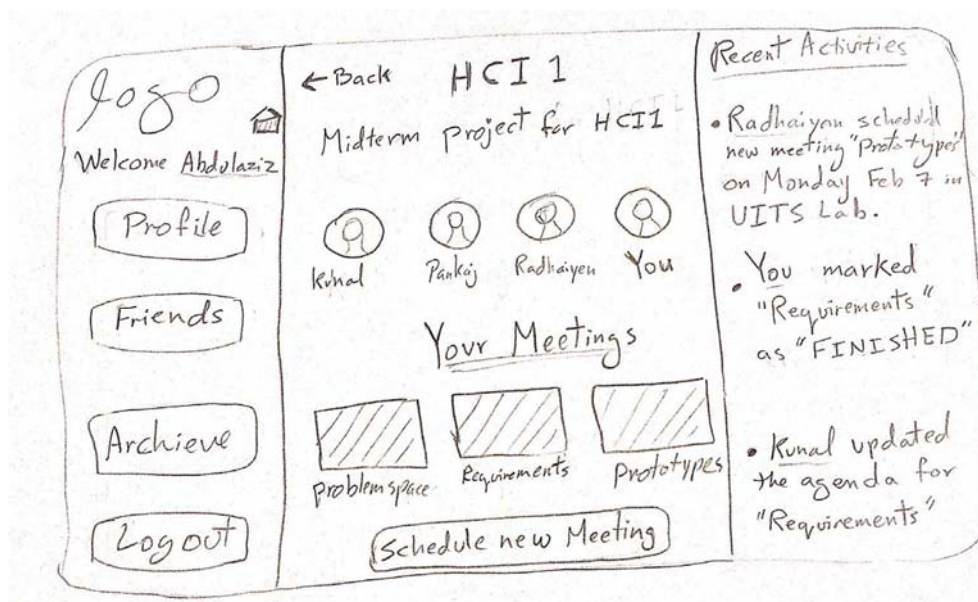 logo
Welcome Abdulaziz
Profile
Friends
Archieve
Logout
← Back
HCI 1
Midterm project for HCI1
Kunal
Pankaj
Radhaiyen
You
Your Meetings
Problem space
Requirements
Prototypes
Schedule new Meeting
Recent Activities
• Radhaiyan
new meeting "Prototypes"
on Monday Feb 7 in
UITS Lab.
• You marked
"Requirements"
as "FINISHED"
• Kunal updated
the agenda for
"Requirements"